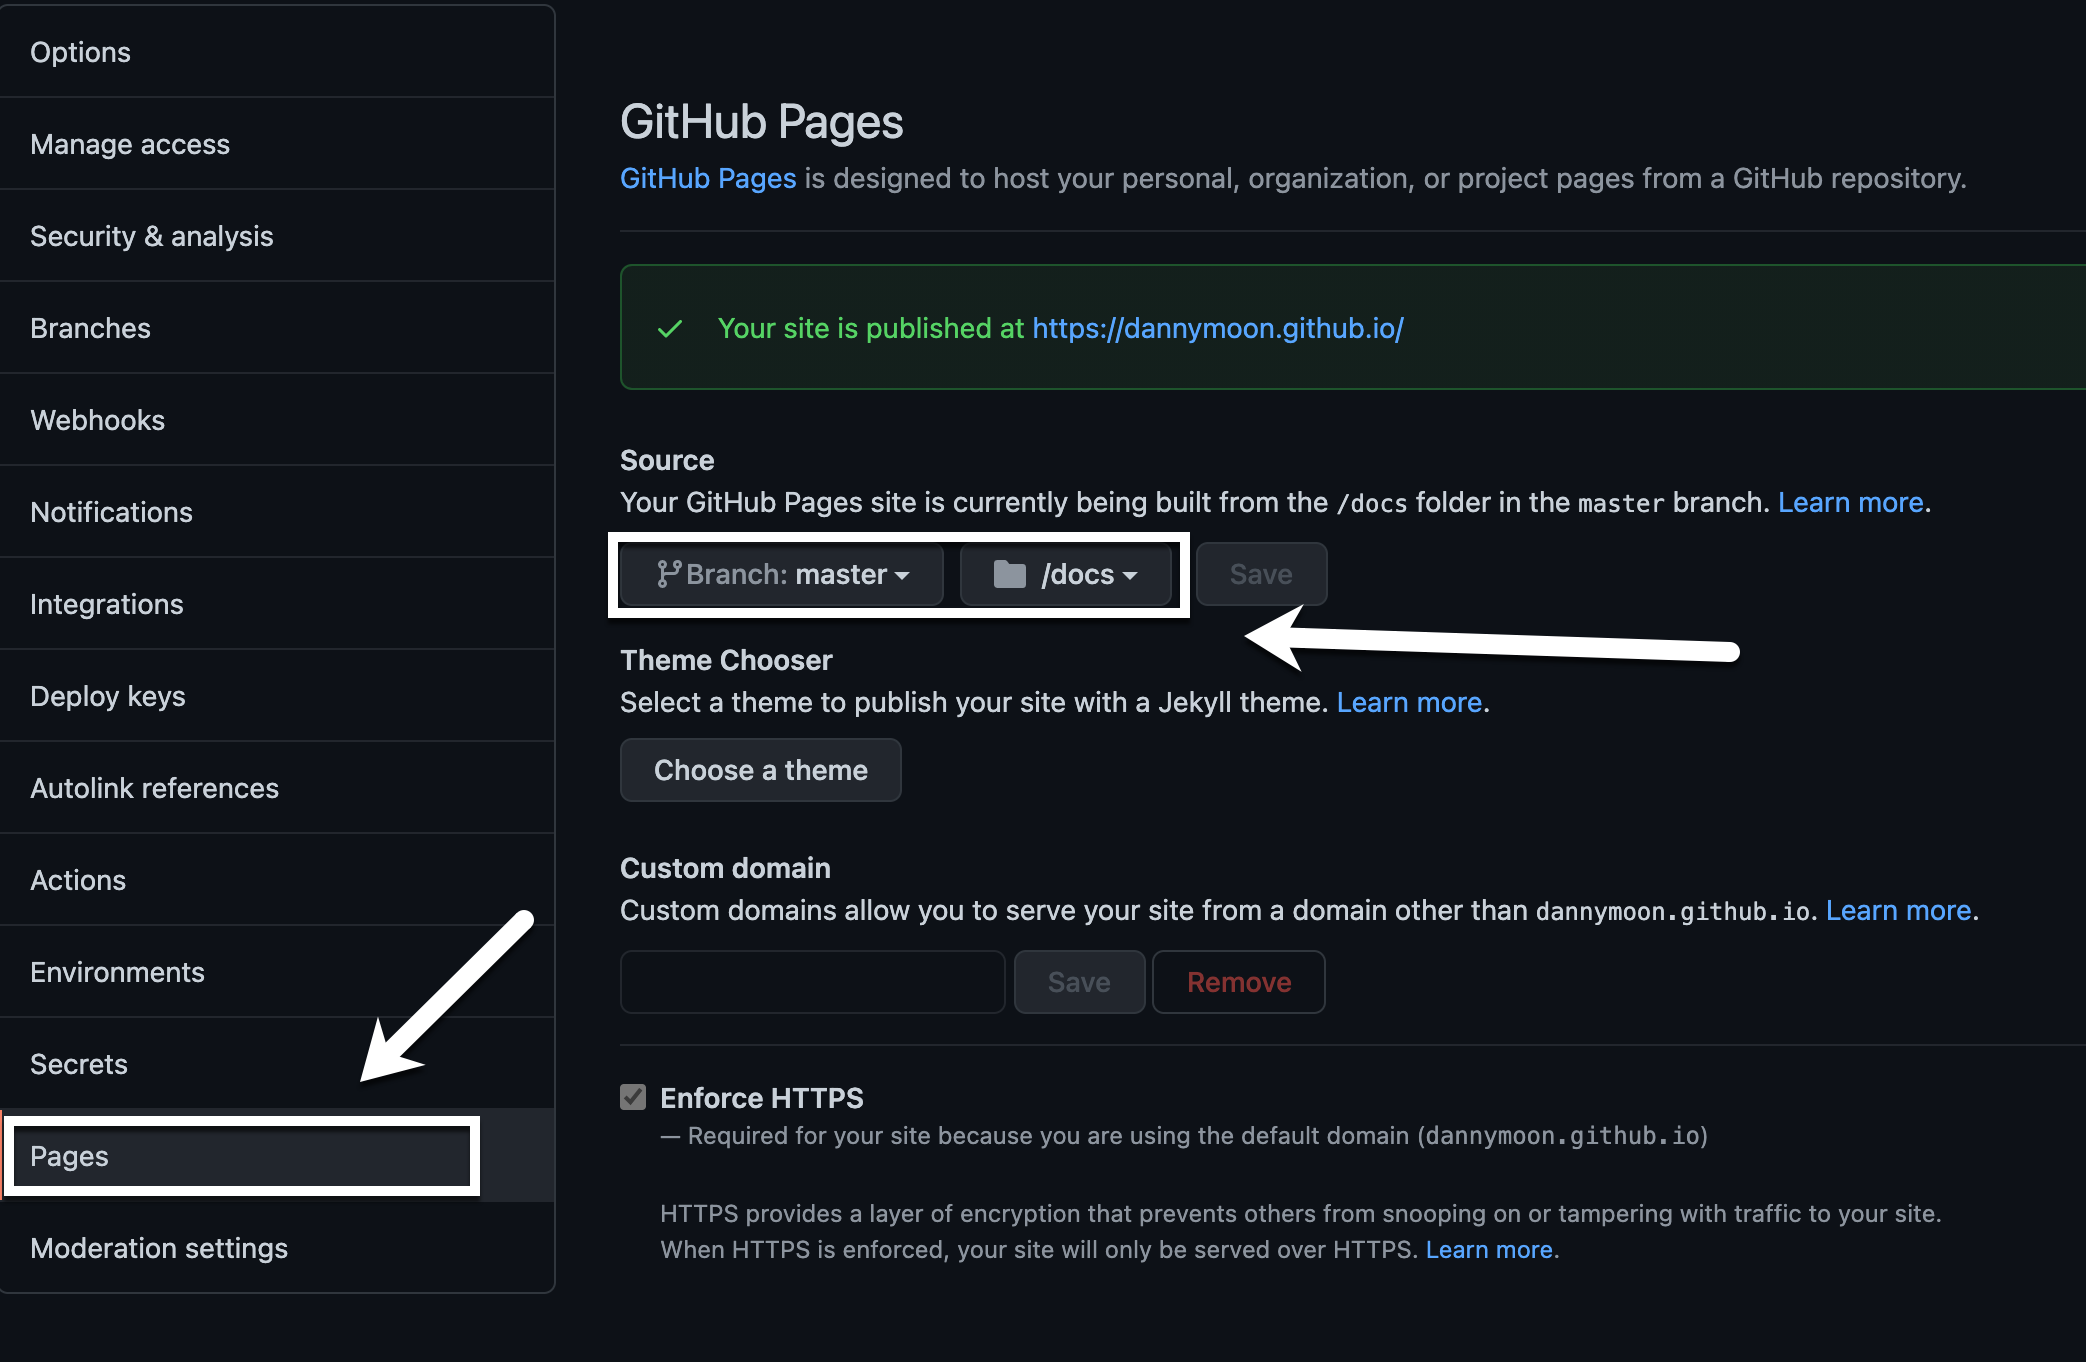 Options
Manage access
Security & analysis
Branches
Webhooks
Notifications
Integrations
Deploy keys
Autolink references
Actions
Environments
Secrets
Pages
Moderation settings
GitHub Pages
GitHub Pages is designed to host your personal, organization, or project pages from a GitHub repository.
Your site is published at https://dannymoon.github.io/
Source
Your GitHub Pages site is currently being built from the /docs folder in the master branch. Learn more.
Branch: master /docs Save
Theme Chooser
Select a theme to publish your site with a Jekyll theme. Learn more.
Choose a theme
Custom domain
Custom domains allow you to serve your site from a domain other than dannymoon.github.io. Learn more.
Save Remove
Enforce HTTPS
— Required for your site because you are using the default domain (dannymoon.github.io)
HTTPS provides a layer of encryption that prevents others from snooping on or tampering with traffic to your site.
When HTTPS is enforced, your site will only be served over HTTPS. Learn more.